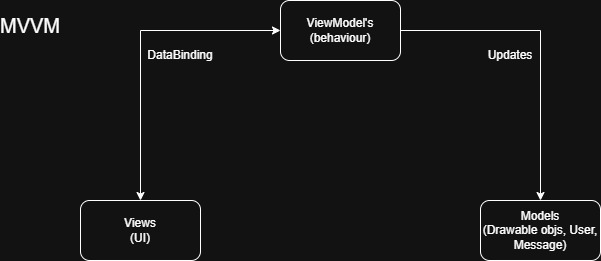 MVVM
ViewModel's
(behaviour)
DataBinding
Updates
Views
(UI)
Models
(Drawable objs, User,
Message)